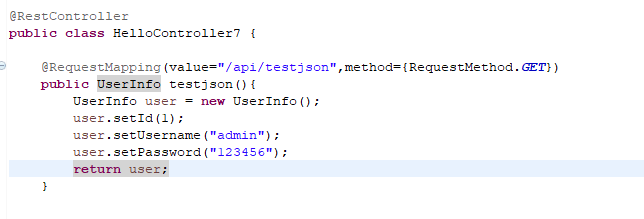 @RestController
public class HelloController7 {
@RequestMapping(value="/api/testjson",method={RequestMethod.GET})
public UserInfo testjson(){
UserInfo user = new UserInfo();
user.setId(1);
user.setUsername("admin");
user.setPassword("123456");
return user;
}